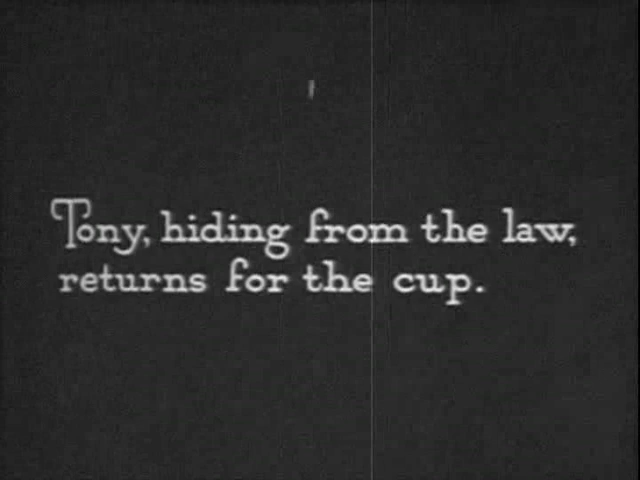 Tony, hiding from the law,
returns for the cup.